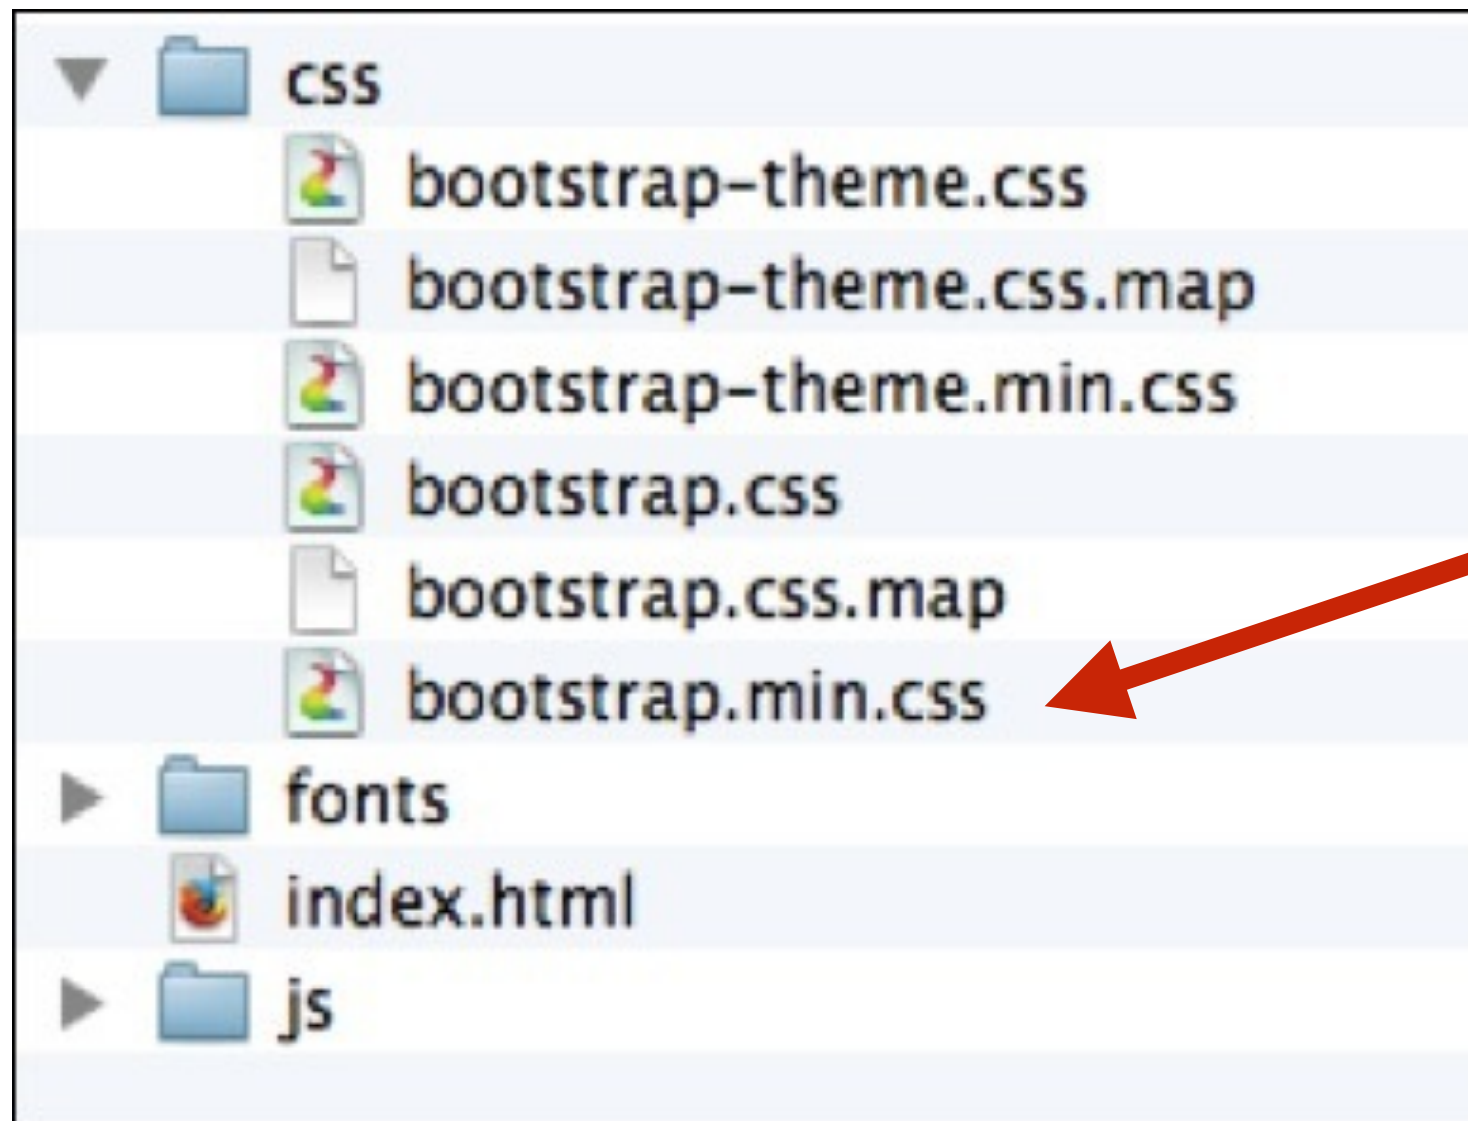 css
bootstrap-theme.css
bootstrap-theme.css.map
bootstrap-theme.min.css
bootstrap.css
bootstrap.css.map
bootstrap.min.css
fonts
index.html
js